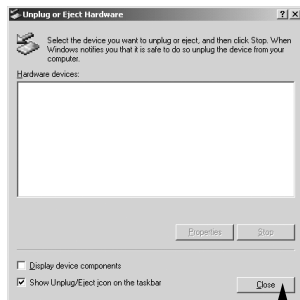 Unplug or Eject Hardware
Select the device you want to unplug or eject, and then click Stop. When
Windows notifies you that it is safe to do so unplug the device from your
computer.
Hardware devices:
Properties Stop
Display device components
Show Unplug/Eject icon on the taskbar
Close